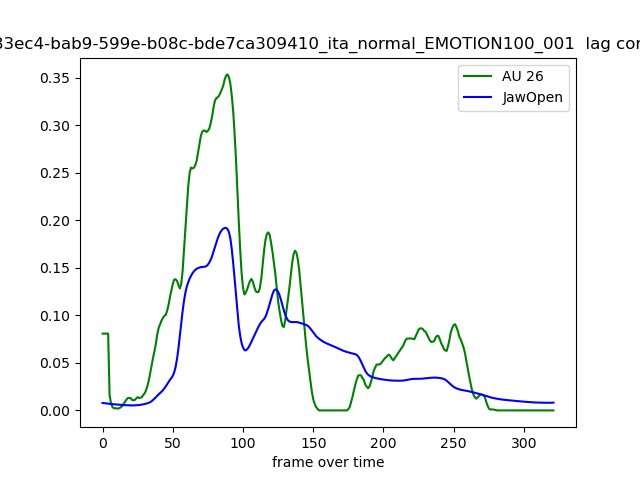 33ec4-bab9-599e-b08c-bde7ca309410_ita_normal_EMOTION100_001 lag cor
AU 26
JawOpen
0.35
0.30
0.25
0.20
0.15
0.10
0.05
0.00
0 50 100 150 200 250 300
frame over time